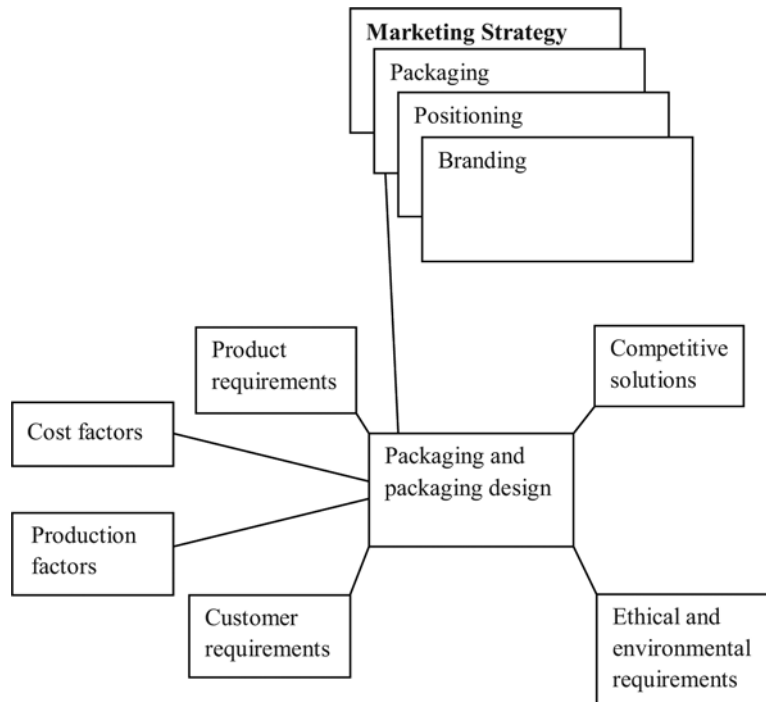 Marketing Strategy
Packaging
Positioning
Branding
Product
requirements
Competitive
solutions
Cost factors
Packaging and
packaging design
Production
factors
Customer
requirements
Ethical and
environmental
requirements